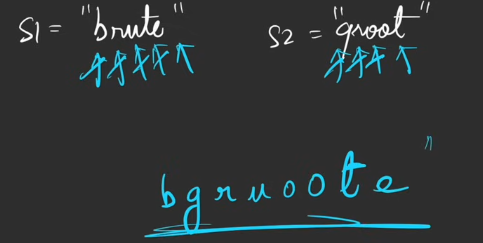 S1 = "brute" S2 = "groot"
bgruoote"